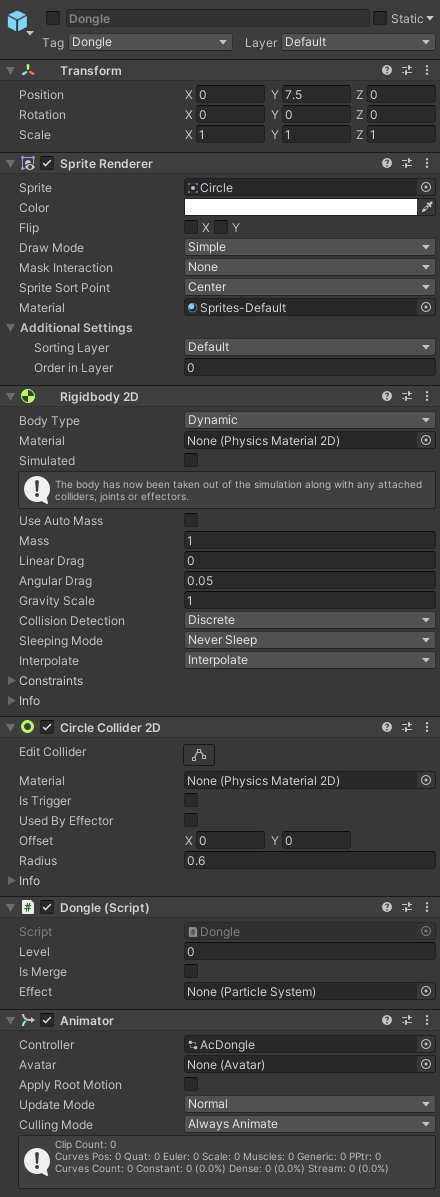 Dongle Static
Tag Dongle Layer Default
Transform
Position X 0 Y 7.5 Z 0
Rotation X 0 Y 0 Z 0
Scale X 1 Y 1 Z 1
Sprite Renderer
Sprite Circle
Color
Flip X Y
Draw Mode Simple
Mask Interaction None
Sprite Sort Point Center
Material Sprites-Default
Additional Settings
Sorting Layer Default
Order in Layer 0
Rigidbody 2D
Body Type Dynamic
Material None (Physics Material 2D)
Simulated
The body has now been taken out of the simulation along with any attached
colliders, joints or effectors.
Use Auto Mass
Mass 1
Linear Drag 0
Angular Drag 0.05
Gravity Scale 1
Collision Detection Discrete
Sleeping Mode Never Sleep
Interpolate Interpolate
Constraints
Info
Circle Collider 2D
Edit Collider
Material None (Physics Material 2D)
Is Trigger
Used By Effector
Offset X 0 Y 0
Radius 0.6
Info
# Dongle (Script)
Script # Dongle
Level 0
Is Merge
Effect None (Particle System)
Animator
Controller AcDongle
Avatar None (Avatar)
Apply Root Motion
Update Mode Normal
Culling Mode Always Animate
Clip Count: 0
Curves Pos: 0 Quat: 0 Euler: 0 Scale: 0 Muscles: 0 Generic: 0 PPtr: 0
Curves Count: 0 Constant: 0 (0.0%) Dense: 0 (0.0%) Stream: 0 (0.0%)